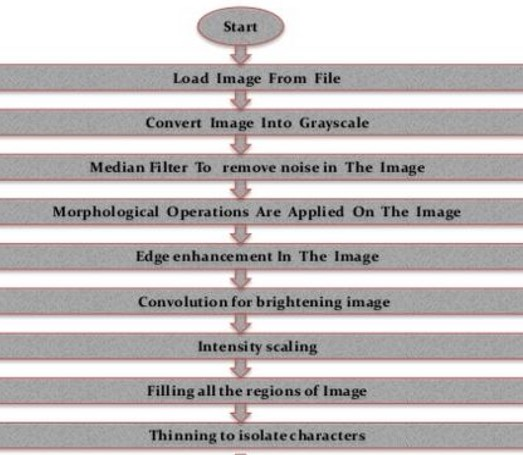 Start
Load Image From File
Convert Image Into Grayscale
Median Filter To remove noise in The Image
Morphological Operations Are Applied On The Image
Edge enhancement In The Image
Convolution for brightening image
Intensity scaling
Filling all the regions of Image
Thinning to isolate characters